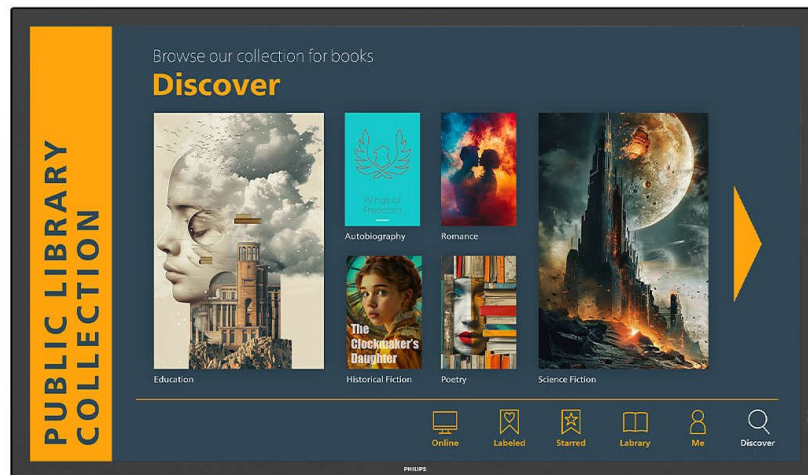 PUBLIC LIBRARY
COLLECTION
Browse our collection for books
Discover
Wings of
Freedom
Autobiography
Romance
The
Clockmaker's
Daughter
Education
Historical Fiction
Poetry
Science Fiction
Online
Labeled
Starred
Labrary
Me
Discover
PHILIPS